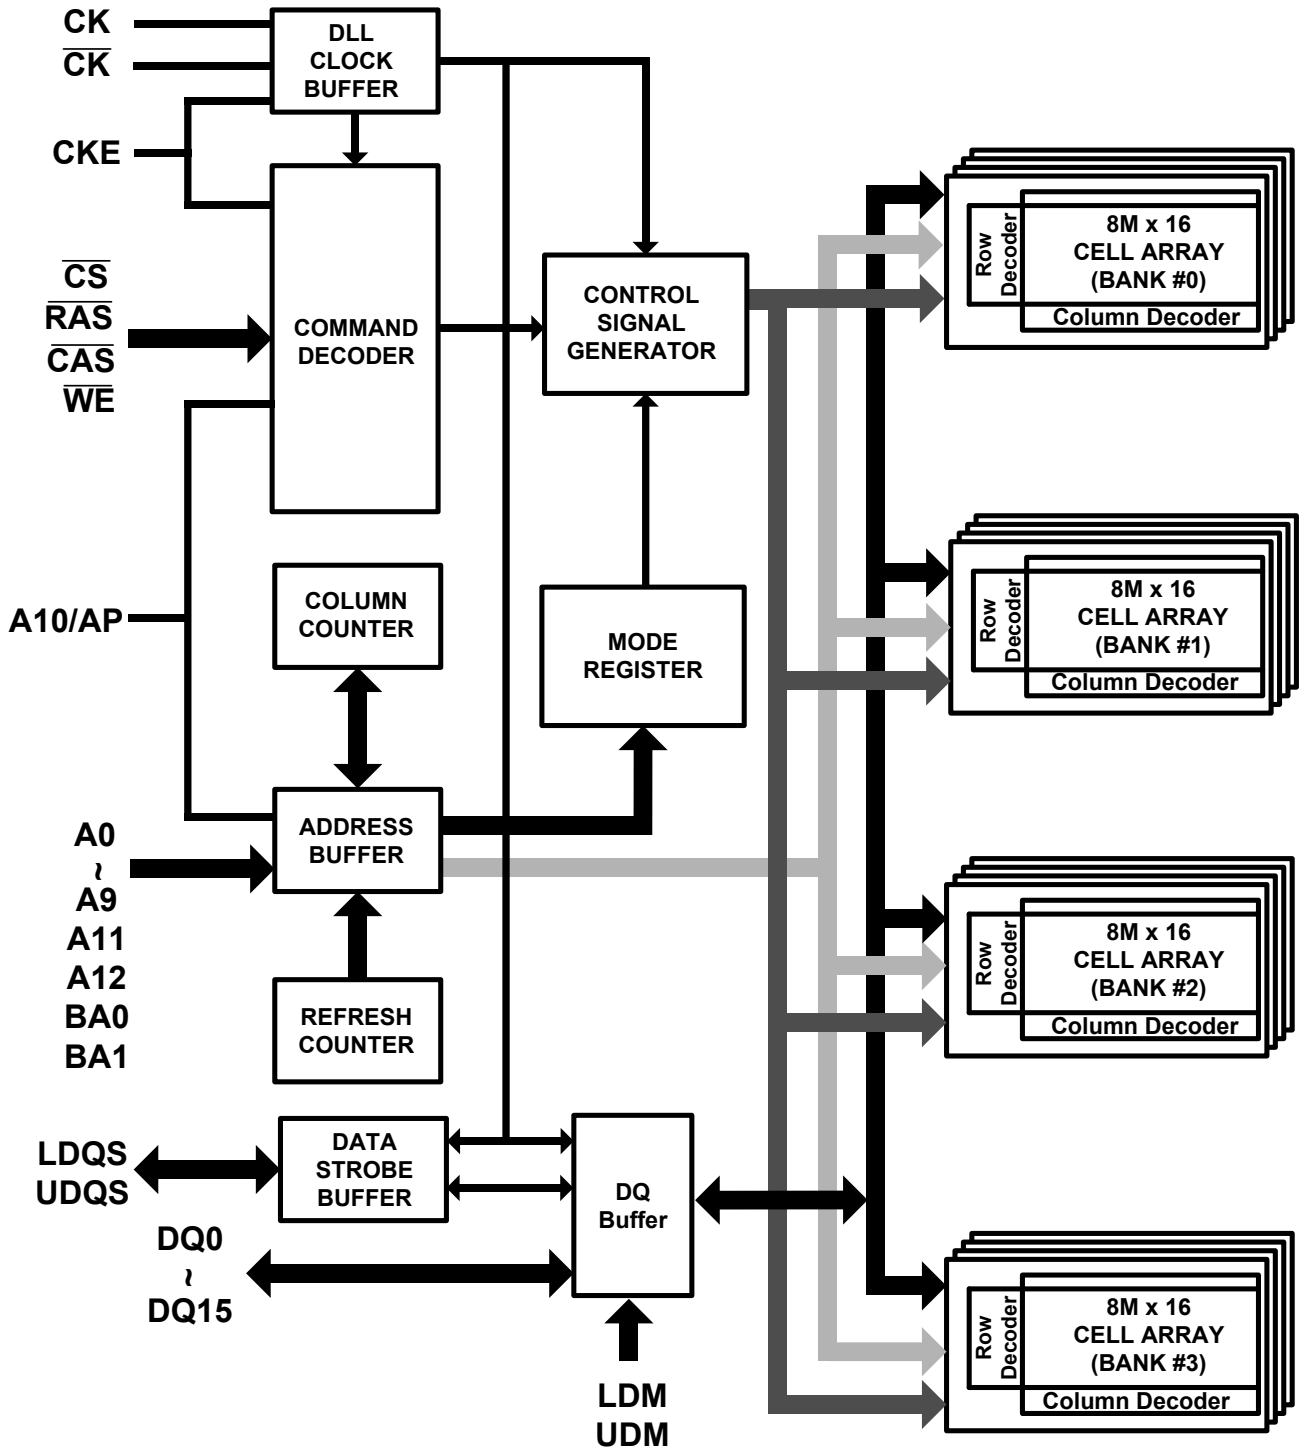 CK
CK
CKE
CS
RAS
CAS
WE
A10/AP
A0
~
A9
A11
A12
BA0
BA1
LDQS
UDQS
DQ0
~
DQ15
DLL
CLOCK
BUFFER
COMMAND
DECODER
COLUMN
COUNTER
ADDRESS
BUFFER
REFRESH
COUNTER
DATA
STROBE
BUFFER
CONTROL
SIGNAL
GENERATOR
MODE
REGISTER
DQ
Buffer
LDM
UDM
Row
Decoder
8M x 16
CELL ARRAY
(BANK #0)
Column Decoder
Row
Decoder
8M x 16
CELL ARRAY
(BANK #1)
Column Decoder
Row
Decoder
8M x 16
CELL ARRAY
(BANK #2)
Column Decoder
Row
Decoder
8M x 16
CELL ARRAY
(BANK #3)
Column Decoder